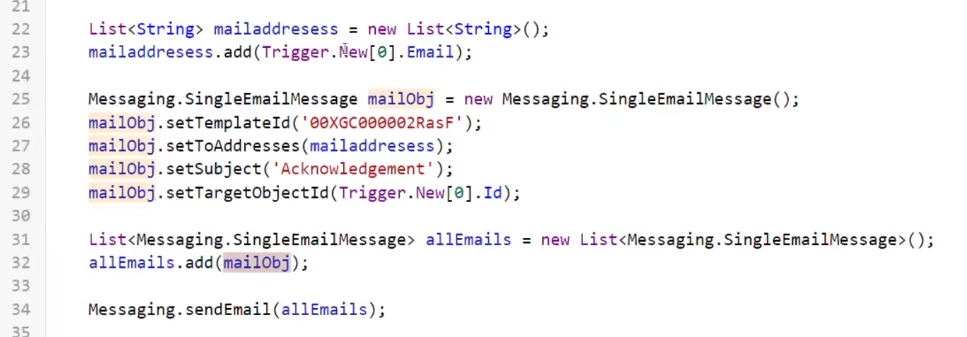 21
22 List<String> mailaddresess = new List<String>();
23 mailaddresess.add(Trigger.New[0].Email);
24
25 Messaging.SingleEmailMessage mailObj = new Messaging.SingleEmailMessage();
26 mailObj.setTemplateId('00XGC000002RasF');
27 mailObj.setToAddresses(mailaddresess);
28 mailObj.setSubject('Acknowledgement');
29 mailObj.setTargetObjectId(Trigger.New[0].Id);
30
31 List<Messaging.SingleEmailMessage> allEmails = new List<Messaging.SingleEmailMessage>();
32 allEmails.add(mailObj);
33
34 Messaging.sendEmail(allEmails);
35